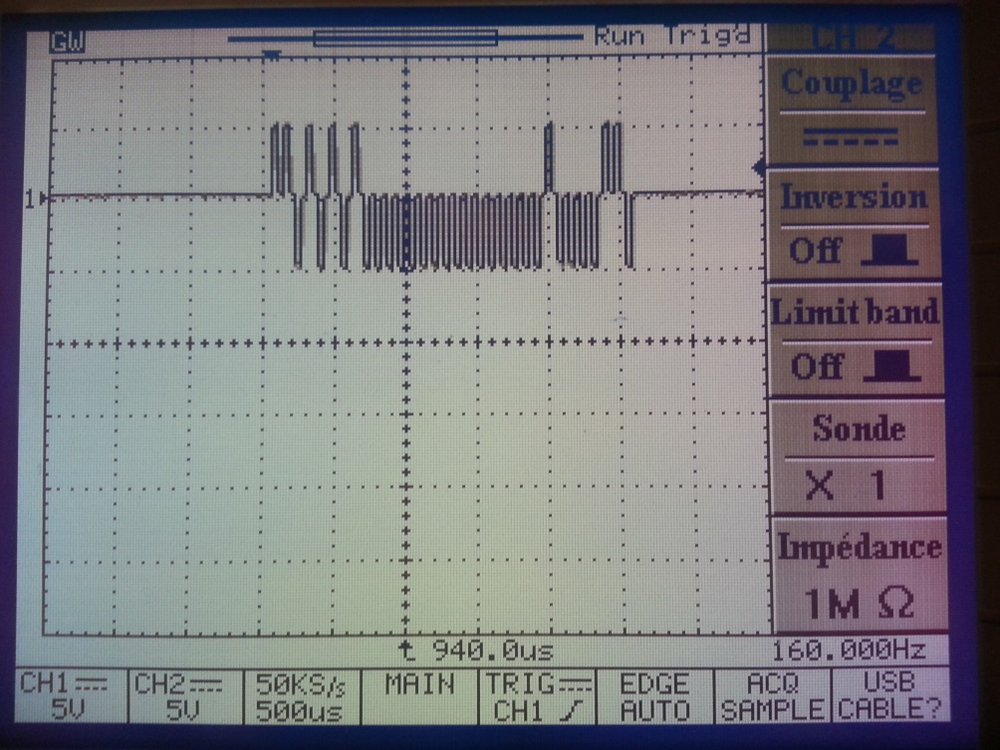 GW Run Trig'd CH 2
Couplage
1
Inversion
Off
Limit band
Off
Sonde
X 1
Impédance
1M Ω
t 940.0us 160.000Hz
CH1 CH2 50KS/s MAIN TRIG EDGE ACQ USB
5V 5V 500us CH1 AUTO SAMPLE CABLE?